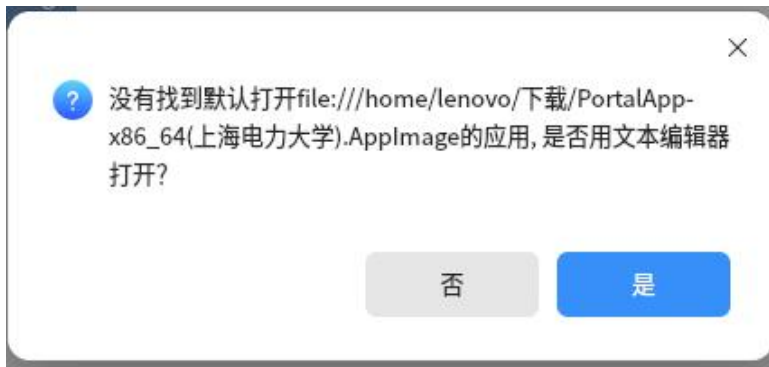 没有找到默认打开file:///home/lenovo/下载/PortalApp-
x86_64(上海电力大学).AppImage的应用, 是否用文本编辑器
打开?
否
是